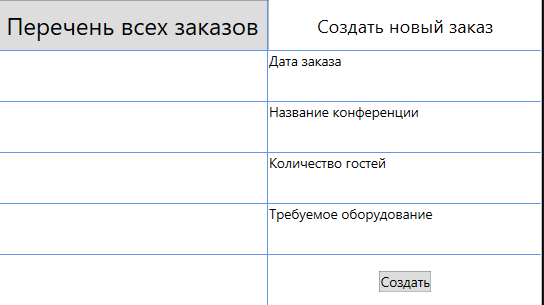 Перечень всех заказов
Создать новый заказ
Дата заказа
Название конференции
Количество гостей
Требуемое оборудование
Создать